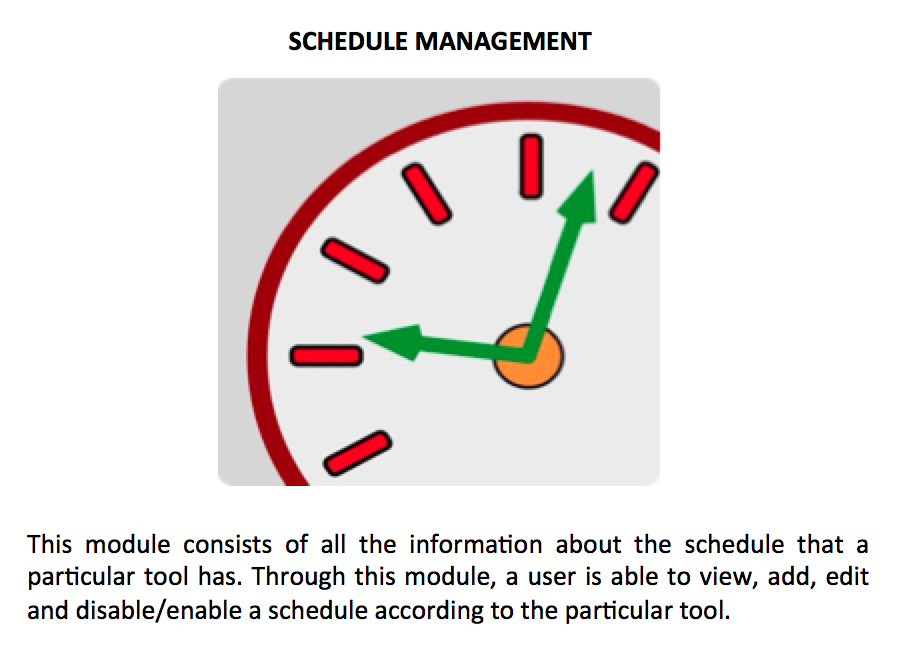 SCHEDULE MANAGEMENT
This module consists of all the information about the schedule that a
particular tool has. Through this module, a user is able to view, add, edit
and disable/enable a schedule according to the particular tool.